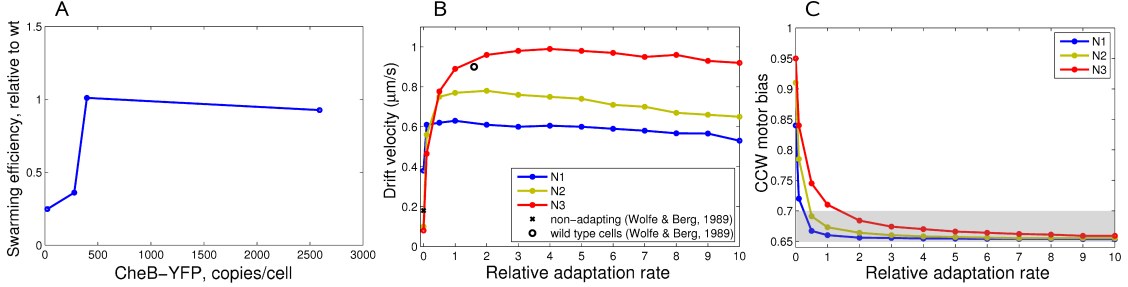 A
Swarming efficiency, relative to wt
1.5
1
0.5
0
0 500 1000 1500 2000 2500 3000
CheB−YFP, copies/cell
B
Drift velocity (μm/s)
1
0.8
0.6
0.4
0.2
0
0 1 2 3 4 5 6 7 8 9 10
Relative adaptation rate
N1
N2
N3
non−adapting (Wolfe & Berg, 1989)
wild type cells (Wolfe & Berg, 1989)
C
CCW motor bias
0.95
0.9
0.85
0.8
0.75
0.7
0.65
0 1 2 3 4 5 6 7 8 9 10
Relative adaptation rate
N1
N2
N3